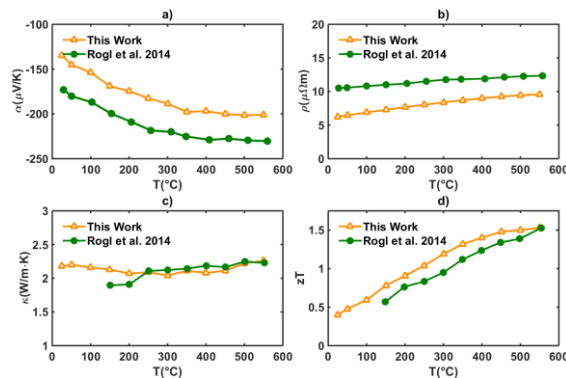 a)
-100
-150
-200
-250
α(μV/K)
This Work
Rogl et al. 2014
0 100 200 300 400 500 600
T(°C)
b)
20
15
10
5
0
ρ(μΩm)
This Work
Rogl et al. 2014
0 100 200 300 400 500 600
T(°C)
c)
4
3
2.5
2
1.5
1
κ(W/m·K)
This Work
Rogl et al. 2014
0 100 200 300 400 500 600
T(°C)
d)
1.5
1
0.5
0
zT
This Work
Rogl et al. 2014
0 100 200 300 400 500 600
T(°C)